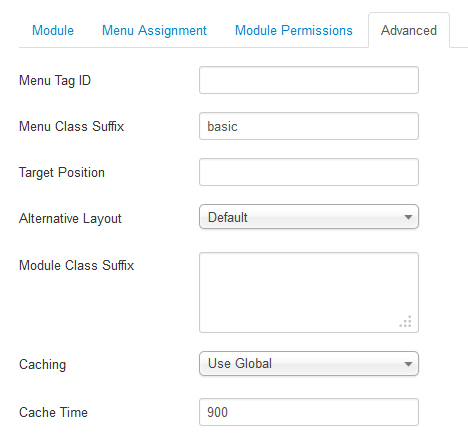 Module Menu Assignment Module Permissions Advanced
Menu Tag ID
Menu Class Suffix basic
Target Position
Alternative Layout Default
Module Class Suffix
Caching Use Global
Cache Time 900